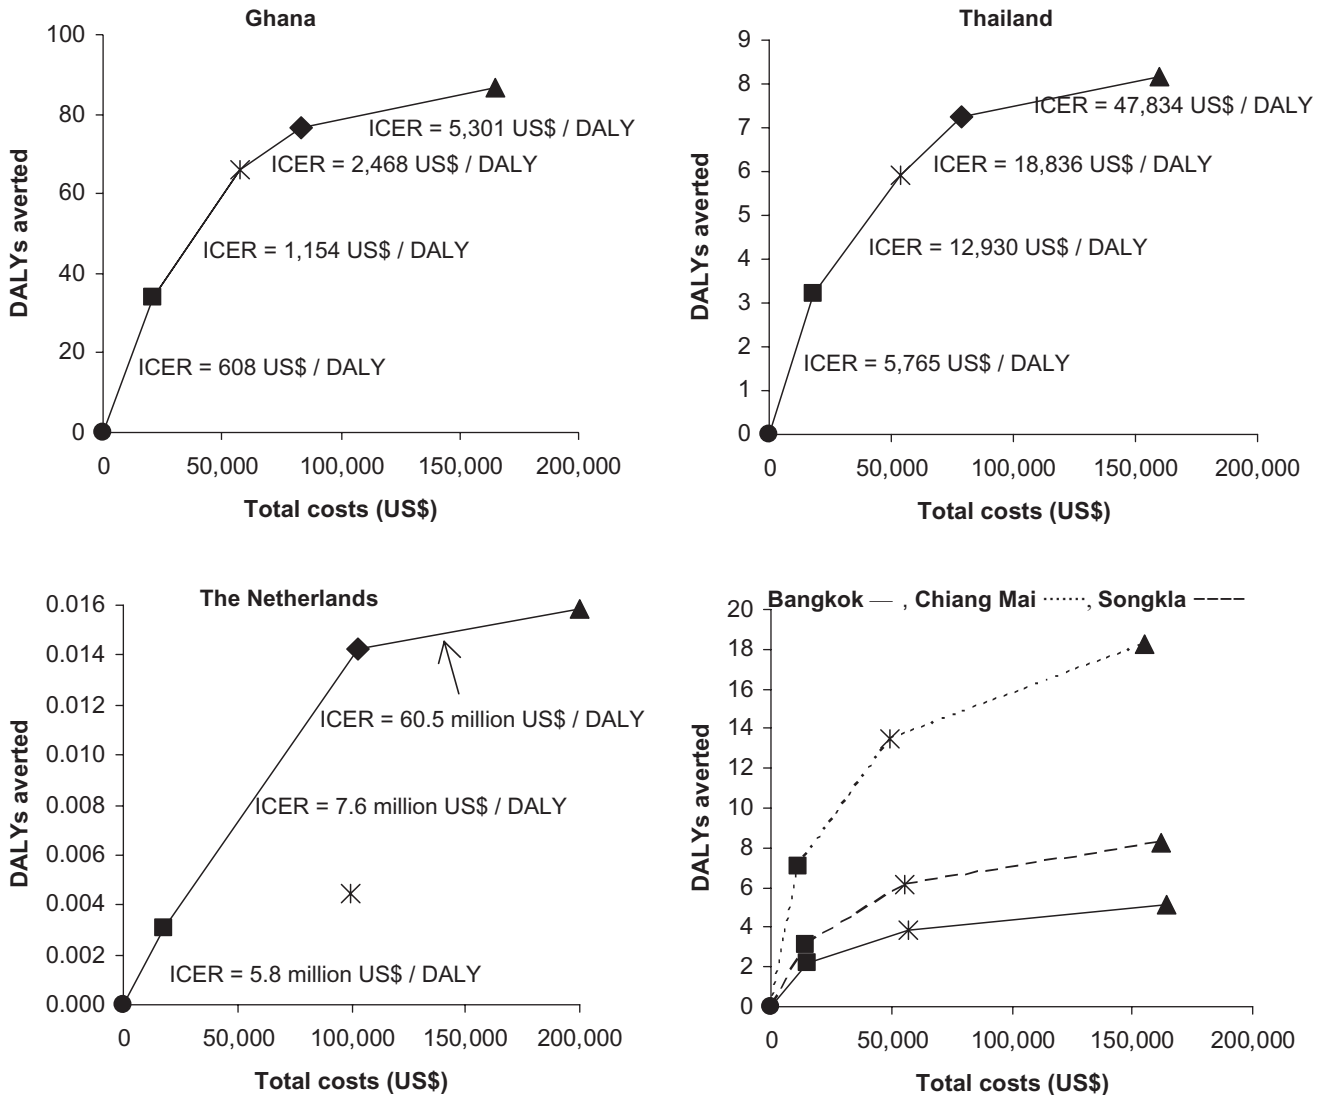 Ghana
100
80
60
40
20
0
DALYs averted
ICER = 5,301 US$ / DALY
ICER = 2,468 US$ / DALY
ICER = 1,154 US$ / DALY
ICER = 608 US$ / DALY
0 50,000 100,000 150,000 200,000
Total costs (US$)
Thailand
9
8
7
6
5
4
3
2
1
0
DALYs averted
ICER = 47,834 US$ / DALY
ICER = 18,836 US$ / DALY
ICER = 12,930 US$ / DALY
ICER = 5,765 US$ / DALY
0 50,000 100,000 150,000 200,000
Total costs (US$)
The Netherlands
0.016
0.014
0.012
0.010
0.008
0.006
0.004
0.002
0.000
DALYs averted
ICER = 60.5 million US$ / DALY
ICER = 7.6 million US$ / DALY
ICER = 5.8 million US$ / DALY
0 50,000 100,000 150,000 200,000
Total costs (US$)
Bangkok — , Chiang Mai ······, Songkla ----
20
18
16
14
12
10
8
6
4
2
0
DALYs averted
0 50,000 100,000 150,000 200,000
Total costs (US$)